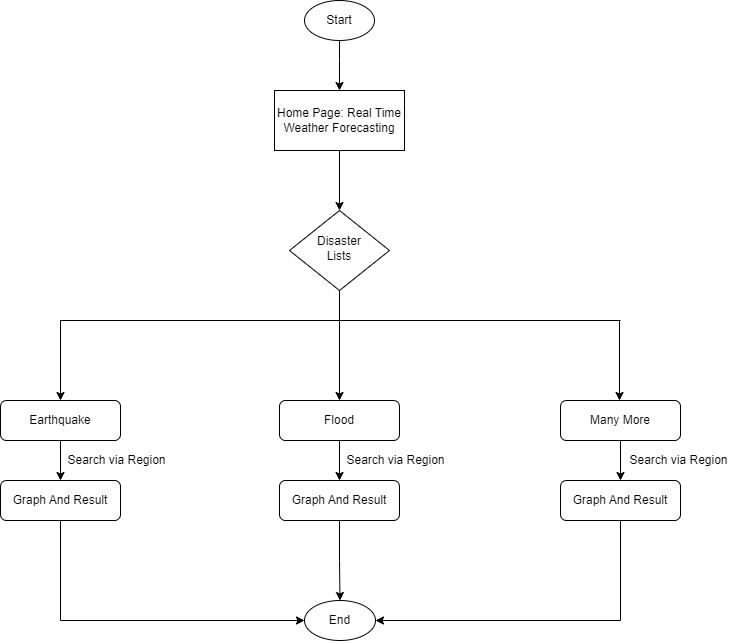 Start
Home Page: Real Time
Weather Forecasting
Disaster
Lists
Earthquake
Flood
Many More
Search via Region
Search via Region
Search via Region
Graph And Result
Graph And Result
Graph And Result
End